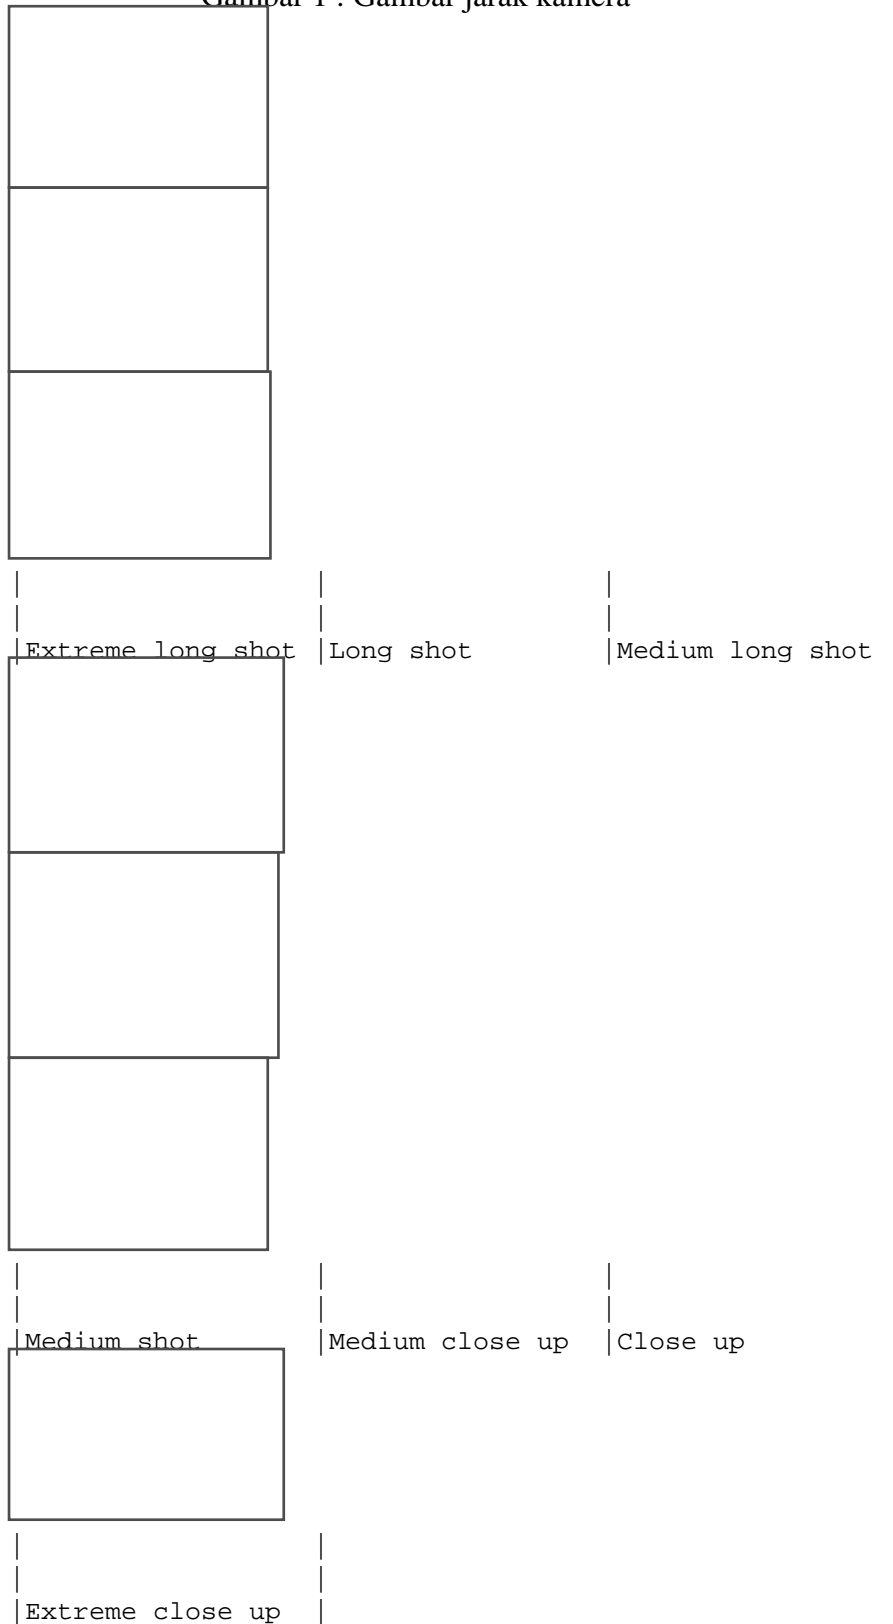 Gambar 1 : Gambar jarak kamera
|Extreme long shot |Long shot |Medium long shot
|Medium shot |Medium close up |Close up
|Extreme close up |